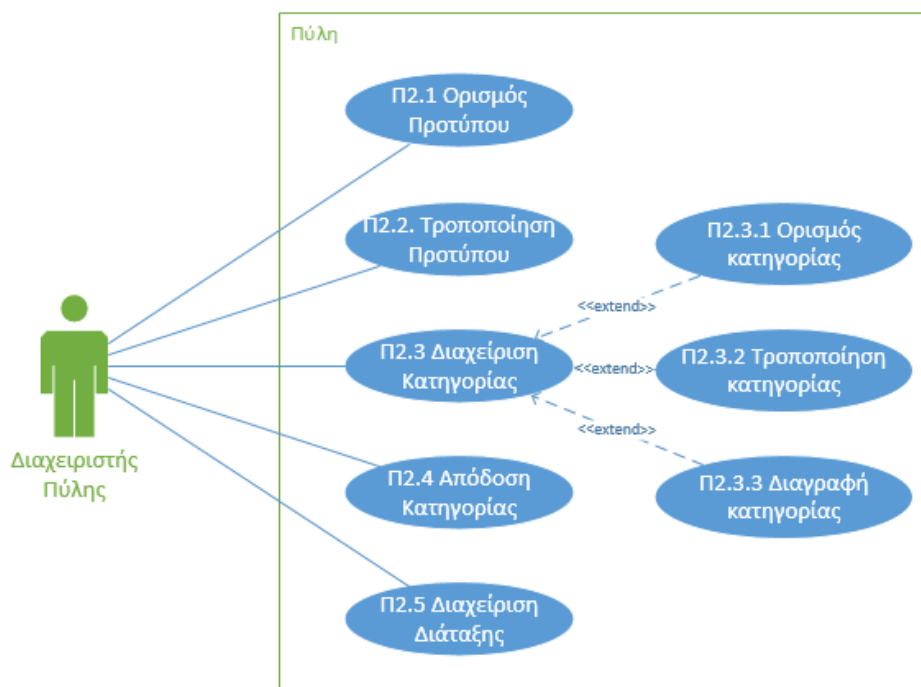 Πύλη
Π2.1 Ορισμός
Προτύπου
Π2.2. Τροποποίηση
Προτύπου
Π2.3.1 Ορισμός
κατηγορίας
<<extend>>
Π2.3 Διαχείριση
Κατηγορίας
<<extend>>
Π2.3.2 Τροποποίηση
κατηγορίας
<<extend>>
Διαχειριστής
Πύλης
Π2.4 Απόδοση
Κατηγορίας
Π2.3.3 Διαγραφή
κατηγορίας
Π2.5 Διαχείριση
Διάταξης